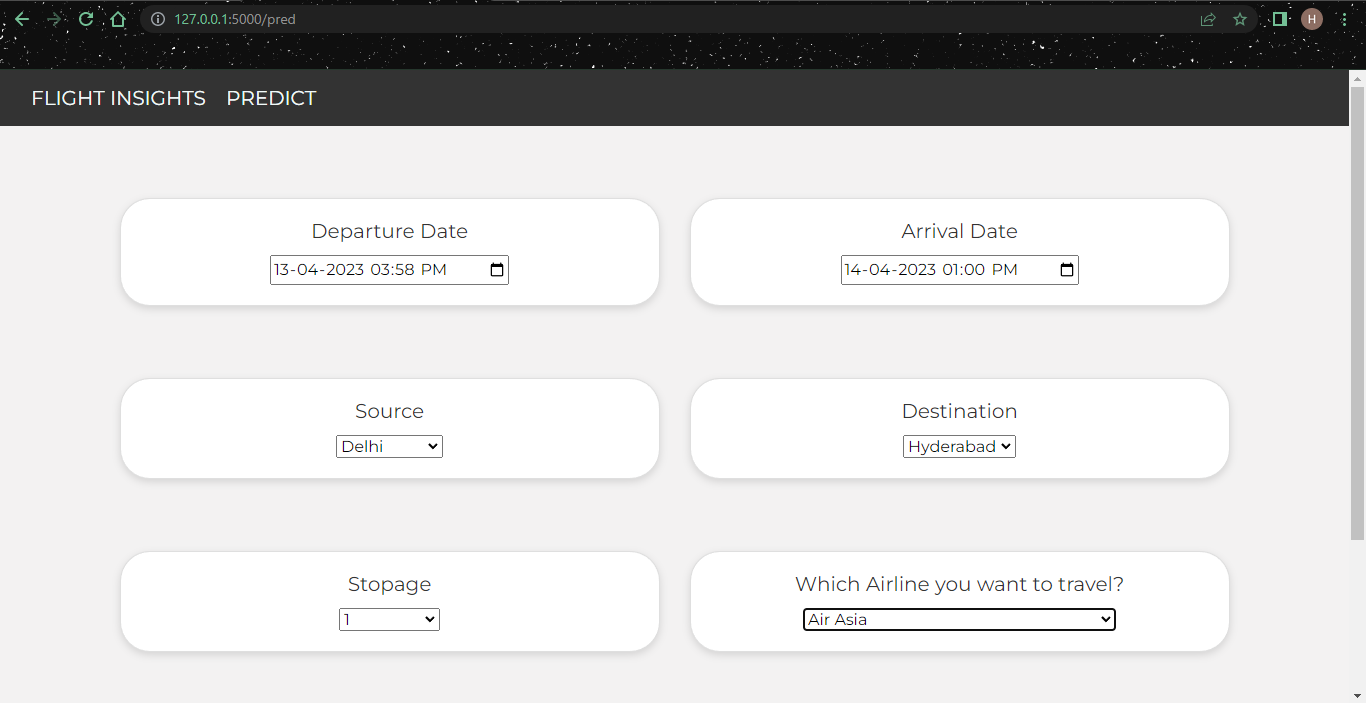 127.0.0.1:5000/pred
H
FLIGHT INSIGHTS PREDICT
Departure Date
13-04-2023 03:58 PM
Arrival Date
14-04-2023 01:00 PM
Source
Delhi
Destination
Hyderabad
Stopage
1
Which Airline you want to travel?
Air Asia